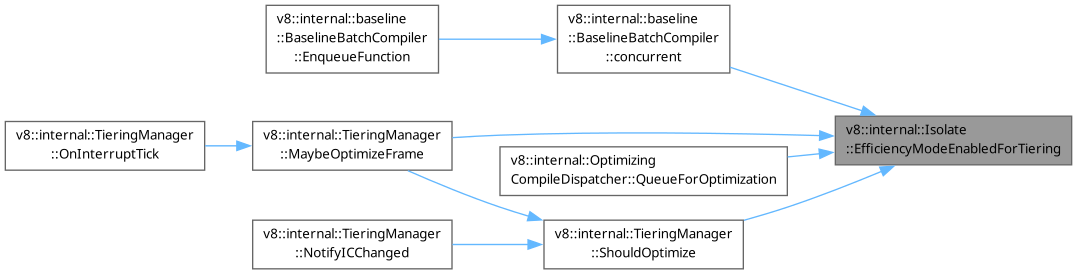 v8::internal::baseline
::BaselineBatchCompiler
::EnqueueFunction
v8::internal::baseline
::BaselineBatchCompiler
::concurrent
v8::internal::Isolate
::EfficiencyModeEnabledForTiering
v8::internal::TieringManager
::OnInterruptTick
v8::internal::TieringManager
::MaybeOptimizeFrame
v8::internal::Optimizing
CompileDispatcher::QueueForOptimization
v8::internal::TieringManager
::NotifyICChanged
v8::internal::TieringManager
::ShouldOptimize